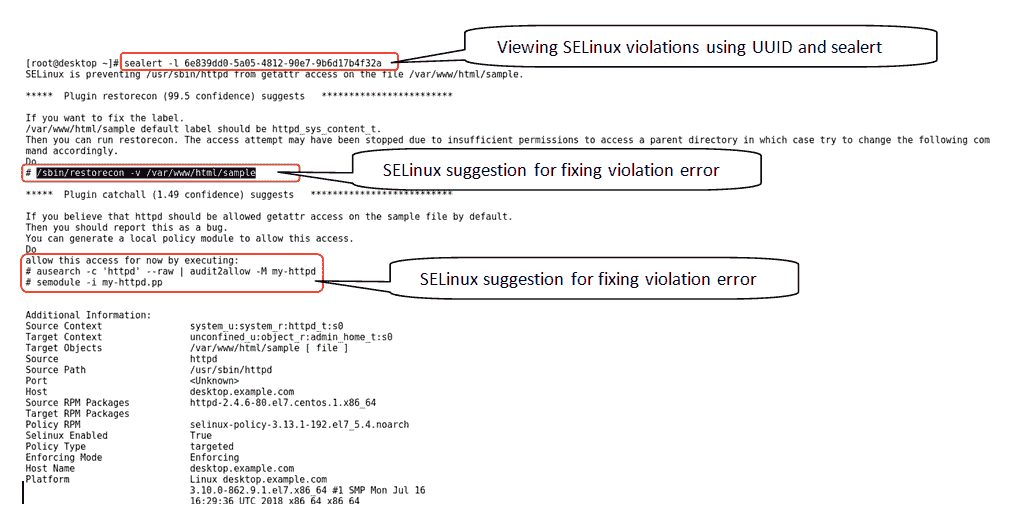 Viewing SELinux violations using UUID and sealert
[root@desktop ~]# sealert -l 6e839dd0-5a05-4812-90e7-9b6d17b4f32a
SELinux is preventing /usr/sbin/httpd from getattr access on the file /var/www/html/sample.
***** Plugin restorecon (99.5 confidence) suggests ************************
If you want to fix the label.
/var/www/html/sample default label should be httpd_sys_content_t.
Then you can run restorecon. The access attempt may have been stopped due to insufficient permissions to access a parent directory in which case try to change the following com
mand accordingly.
Do
# /sbin/restorecon -v /var/www/html/sample
SELinux suggestion for fixing violation error
***** Plugin catchall (1.49 confidence) suggests **************************
If you believe that httpd should be allowed getattr access on the sample file by default.
Then you should report this as a bug.
You can generate a local policy module to allow this access.
Do
allow this access for now by executing:
# ausearch -c 'httpd' --raw | audit2allow -M my-httpd
# semodule -i my-httpd.pp
SELinux suggestion for fixing violation error
Additional Information:
Source Context system_u:system_r:httpd_t:s0
Target Context unconfined_u:object_r:admin_home_t:s0
Target Objects /var/www/html/sample [ file ]
Source httpd
Source Path /usr/sbin/httpd
Port <Unknown>
Host desktop.example.com
Source RPM Packages httpd-2.4.6-80.el7.centos.1.x86_64
Target RPM Packages
Policy RPM selinux-policy-3.13.1-192.el7_5.4.noarch
Selinux Enabled True
Policy Type targeted
Enforcing Mode Enforcing
Host Name desktop.example.com
Platform Linux desktop.example.com
3.10.0-862.9.1.el7.x86_64 #1 SMP Mon Jul 16
16:29:36 UTC 2018 x86_64 x86_64